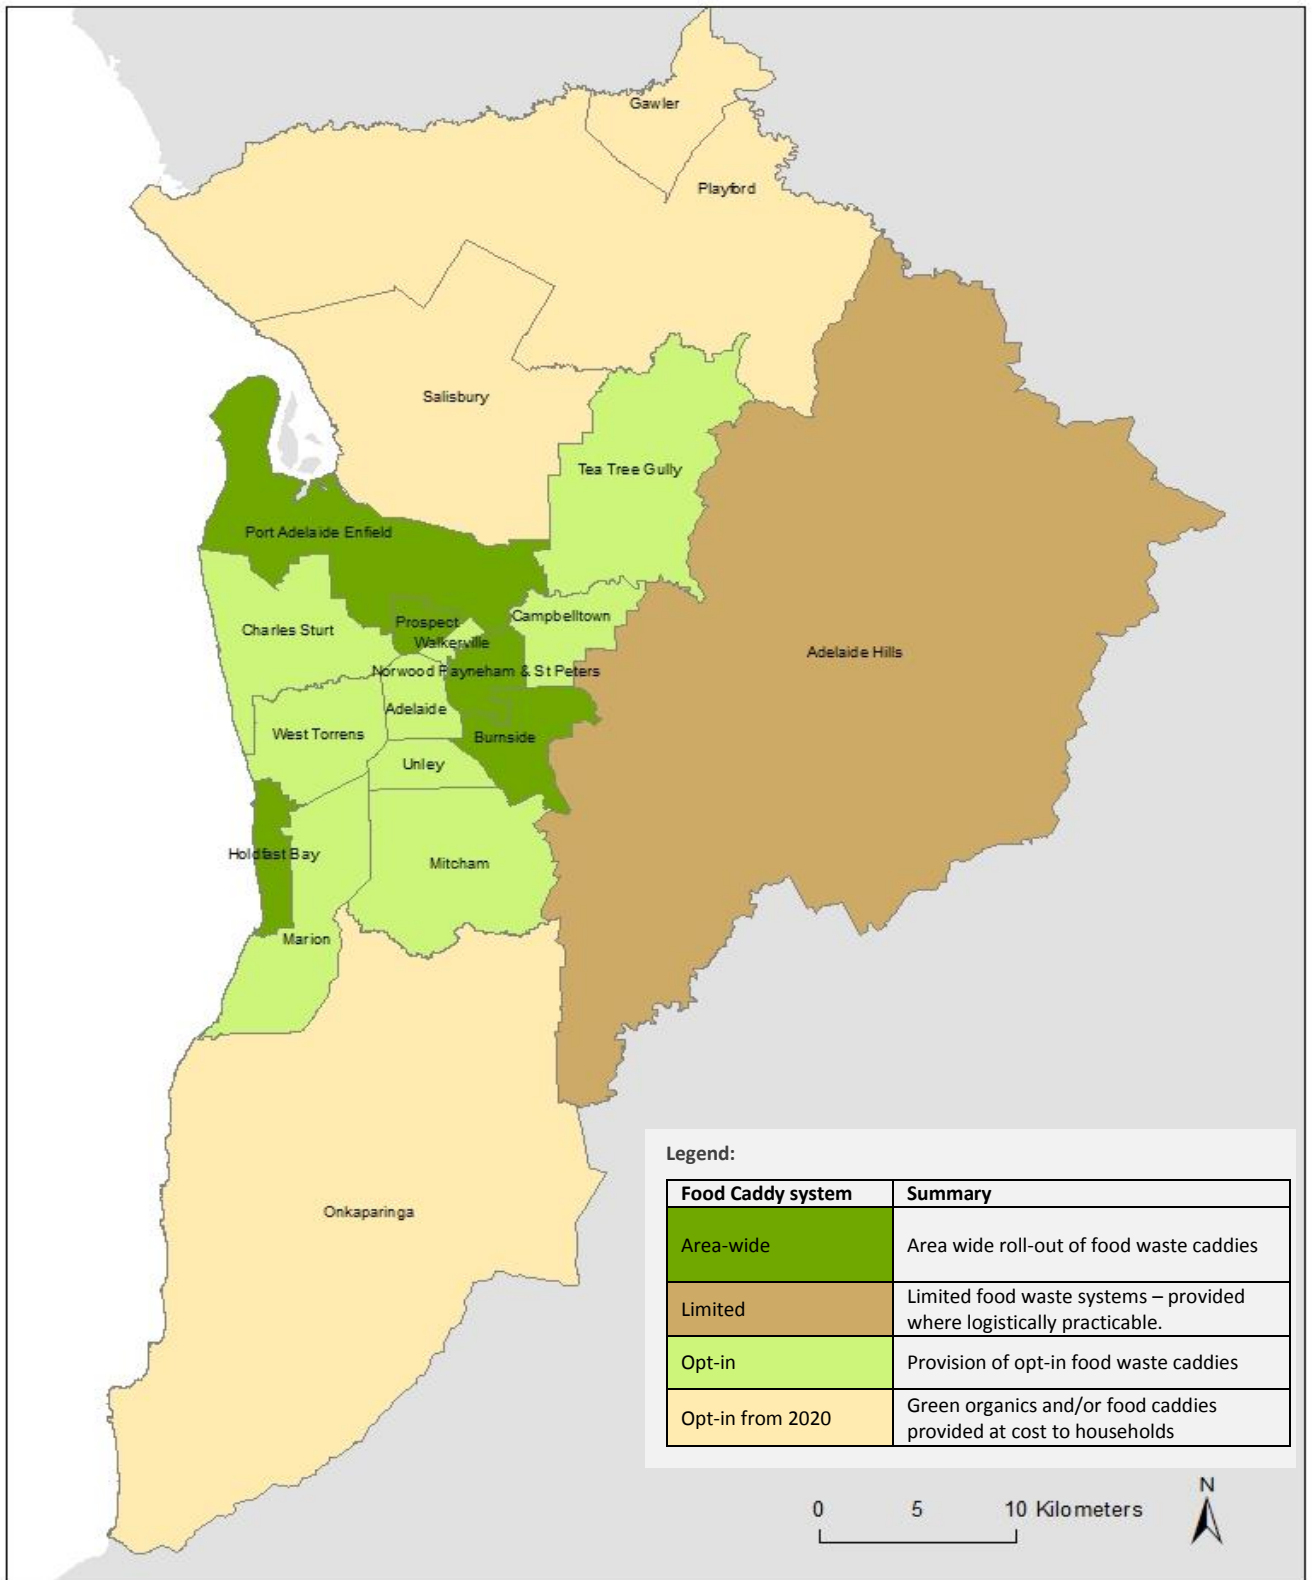 Gawler
Playford
Salisbury
Tea Tree Gully
Port Adelaide Enfield
Campbelltown
Prospect
Charles Sturt
Walkerville
Adelaide Hills
Norwood Payneham & St Peters
Adelaide
West Torrens
Burnside
Unley
Holdfast Bay
Mitcham
Marion
Onkaparinga
Legend:
Food Caddy system Summary
Area-wide Area wide roll-out of food waste caddies
Limited Limited food waste systems – provided
where logistically practicable.
Opt-in Provision of opt-in food waste caddies
Opt-in from 2020 Green organics and/or food caddies
provided at cost to households
N
0 5 10 Kilometers